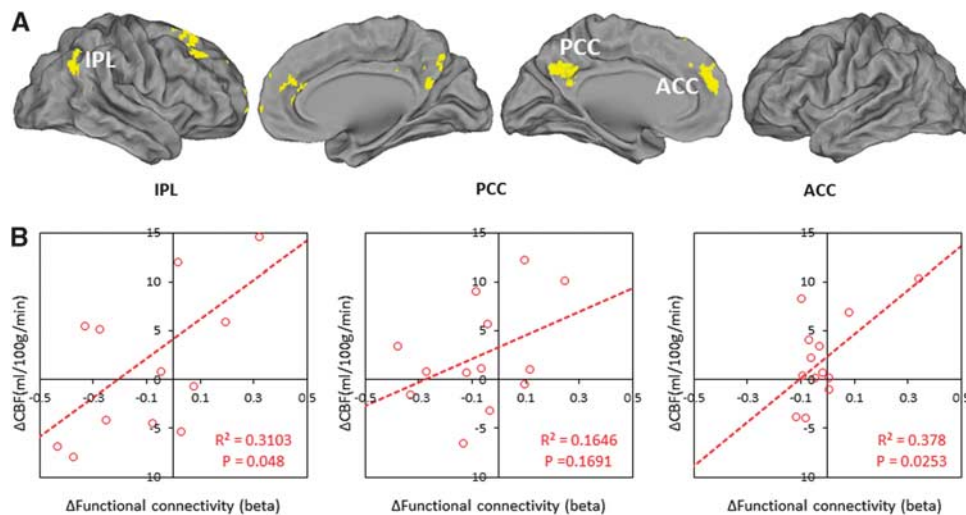 A
IPL
PCC
ACC
IPL
PCC
ACC
B
15
10
5
0
-0.5
-0.3
-0.1
0.1
0.3
0.5
-5
10
ΔCBF(ml/100g/min)
R² = 0.3103
P = 0.048
ΔFunctional connectivity (beta)
15
10
5
0
-0.5
-0.3
-0.1
0.1
0.3
0.5
-5
10
ΔCBF(ml/100g/min)
R² = 0.1646
P =0.1691
ΔFunctional connectivity (beta)
15
10
5
0
-0.5
-0.3
-0.1
0.1
0.3
0.5
-5
10
ΔCBF(ml/100g/min)
R² = 0.378
P = 0.0253
ΔFunctional connectivity (beta)